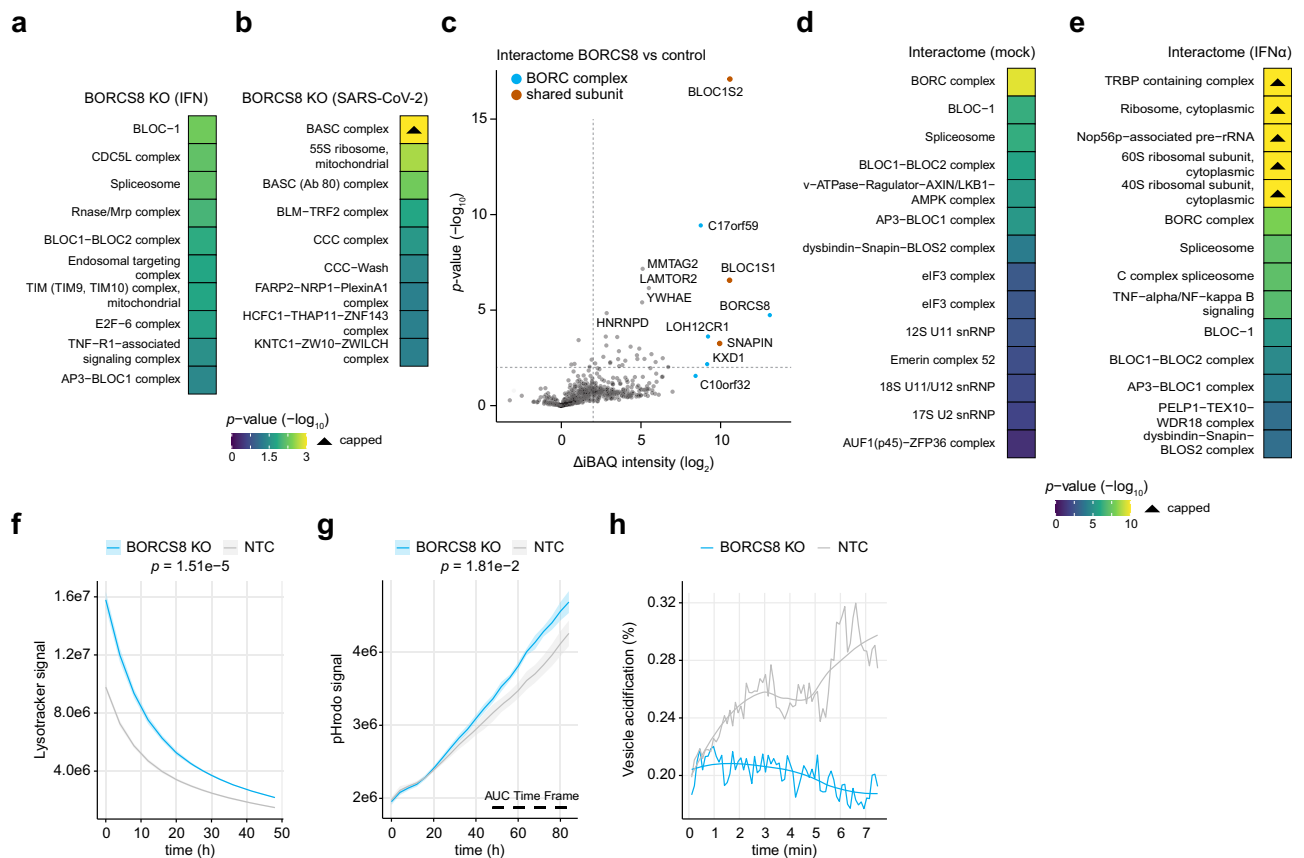 a
BORCS8 KO (IFN)
BLOC−1
CDC5L complex
Spliceosome
Rnase/Mrp complex
BLOC1−BLOC2 complex
Endosomal targeting
complex
TIM (TIM9, TIM10) complex,
mitochondrial
E2F−6 complex
TNF−R1−associated
signaling complex
AP3−BLOC1 complex
b
BORCS8 KO (SARS-CoV-2)
BASC complex
55S ribosome,
mitochondrial
BASC (Ab 80) complex
BLM−TRF2 complex
CCC complex
CCC−Wash
FARP2−NRP1−PlexinA1
complex
HCFC1−THAP11−ZNF143
complex
KNTC1−ZW10−ZWILCH
complex
p−value (−log10)
0 1.5 3
capped
c
Interactome BORCS8 vs control
BORC complex
shared subunit
BLOC1S2
C17orf59
MMTAG2
LAMTOR2
YWHAE
BLOC1S1
BORCS8
HNRNPD
LOH12CR1
SNAPIN
KXD1
C10orf32
p-value (−log10)
15
10
5
0
0 5 10
ΔiBAQ intensity (log2)
d
Interactome (mock)
BORC complex
BLOC−1
Spliceosome
BLOC1−BLOC2 complex
v−ATPase−Ragulator−AXIN/LKB1−
AMPK complex
AP3−BLOC1 complex
dysbindin−Snapin−BLOS2 complex
eIF3 complex
eIF3 complex
12S U11 snRNP
Emerin complex 52
18S U11/U12 snRNP
17S U2 snRNP
AUF1(p45)−ZFP36 complex
e
Interactome (IFNα)
TRBP containing complex
Ribosome, cytoplasmic
Nop56p−associated pre−rRNA
60S ribosomal subunit,
cytoplasmic
40S ribosomal subunit,
cytoplasmic
BORC complex
Spliceosome
C complex spliceosome
TNF−alpha/NF−kappa B
signaling
BLOC−1
BLOC1−BLOC2 complex
AP3−BLOC1 complex
PELP1−TEX10−
WDR18 complex
dysbindin−Snapin−
BLOS2 complex
p−value (−log10)
0 5 10
capped
f
BORCS8 KO NTC
p = 1.51e−5
Lysotracker signal
1.6e7
1.2e7
8.0e6
4.0e6
0 10 20 30 40 50
time (h)
g
BORCS8 KO NTC
p = 1.81e−2
pHrodo signal
4e6
3e6
2e6
AUC Time Frame
0 20 40 60 80
time (h)
h
BORCS8 KO NTC
Vesicle acidification (%)
0.32
0.28
0.24
0.20
0 1 2 3 4 5 6 7
time (min)